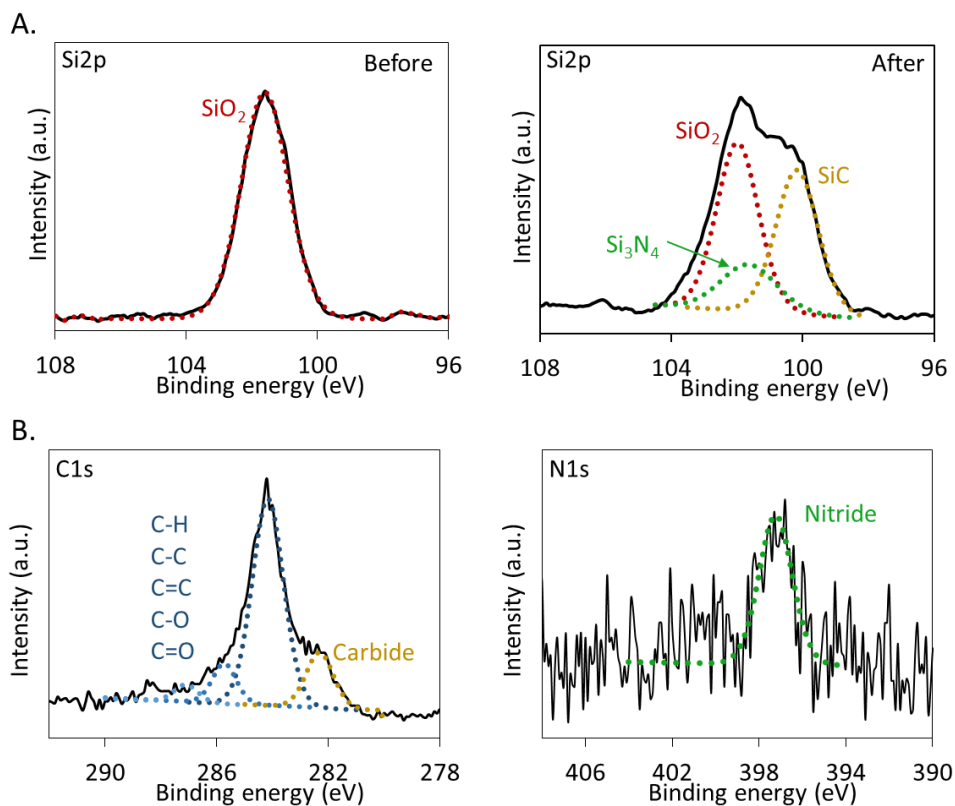 A.
Si2p Before
SiO2
Intensity (a.u.)
108 104 100 96
Binding energy (eV)
Si2p After
SiO2
SiC
Si3N4
Intensity (a.u.)
108 104 100 96
Binding energy (eV)
B.
C1s
C-H
C-C
C=C
C-O
C=O
Carbide
Intensity (a.u.)
290 286 282 278
Binding energy (eV)
N1s
Nitride
Intensity (a.u.)
406 402 398 394 390
Binding energy (eV)